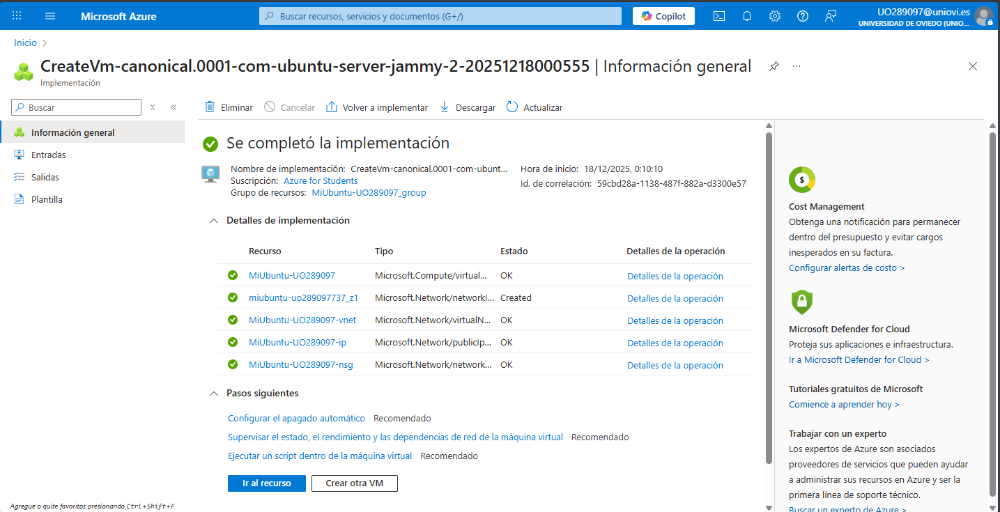 Microsoft Azure
Buscar recursos, servicios y documentos (G+/)
Copilot
UO289097@uniovi.es
UNIVERSIDAD DE OVIEDO (UNIO...
Inicio
CreateVm-canonical.0001-com-ubuntu-server-jammy-2-20251218000555 | Información general
Implementación
Buscar
Eliminar
Cancelar
Volver a implementar
Descargar
Actualizar
Información general
Entradas
Salidas
Plantilla
Se completó la implementación
Nombre de implementación: CreateVm-canonical.0001-com-ubunt...
Suscripción: Azure for Students
Grupo de recursos: MiUbuntu-UO289097_group
Hora de inicio: 18/12/2025, 0:10:10
Id. de correlación: 59cbd28a-1138-487f-882a-d3300e57
Detalles de implementación
Recurso Tipo Estado Detalles de la operación
MiUbuntu-UO289097 Microsoft.Compute/virtual... OK Detalles de la operación
miubuntu-uo289097737_z1 Microsoft.Network/networkI... Created Detalles de la operación
MiUbuntu-UO289097-vnet Microsoft.Network/virtualN... OK Detalles de la operación
MiUbuntu-UO289097-ip Microsoft.Network/publicIp... OK Detalles de la operación
MiUbuntu-UO289097-nsg Microsoft.Network/network... OK Detalles de la operación
Pasos siguientes
Configurar el apagado automático Recomendado
Supervisar el estado, el rendimiento y las dependencias de red de la máquina virtual Recomendado
Ejecutar un script dentro de la máquina virtual Recomendado
Ir al recurso
Crear otra VM
Agregue o quite favoritos presionando Ctrl+Shift+F
$
Cost Management
Obtenga una notificación para permanecer
dentro del presupuesto y evitar cargos
inesperados en su factura.
Configurar alertas de costo >
Microsoft Defender for Cloud
Proteja sus aplicaciones e infraestructura.
Ir a Microsoft Defender for Cloud >
Tutoriales gratuitos de Microsoft
Comience a aprender hoy >
Trabajar con un experto
Los expertos de Azure son asociados
proveedores de servicios que pueden ayudar
a administrar sus recursos en Azure y ser la
primera línea de soporte técnico.
Buscar un experto de Azure >